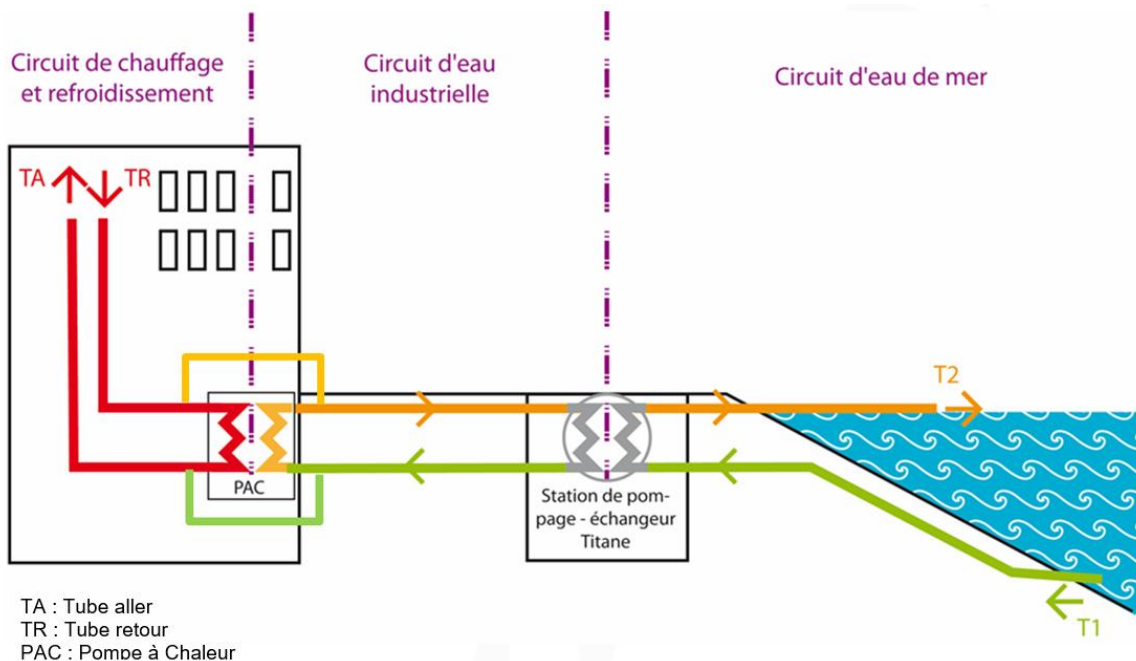 Circuit de chauffage
et refroidissement
Circuit d'eau
industrielle
Circuit d'eau de mer
TA
TR
T2
PAC
Station de pom-
page - échangeur
Titane
T1
TA : Tube aller
TR : Tube retour
PAC : Pompe à Chaleur